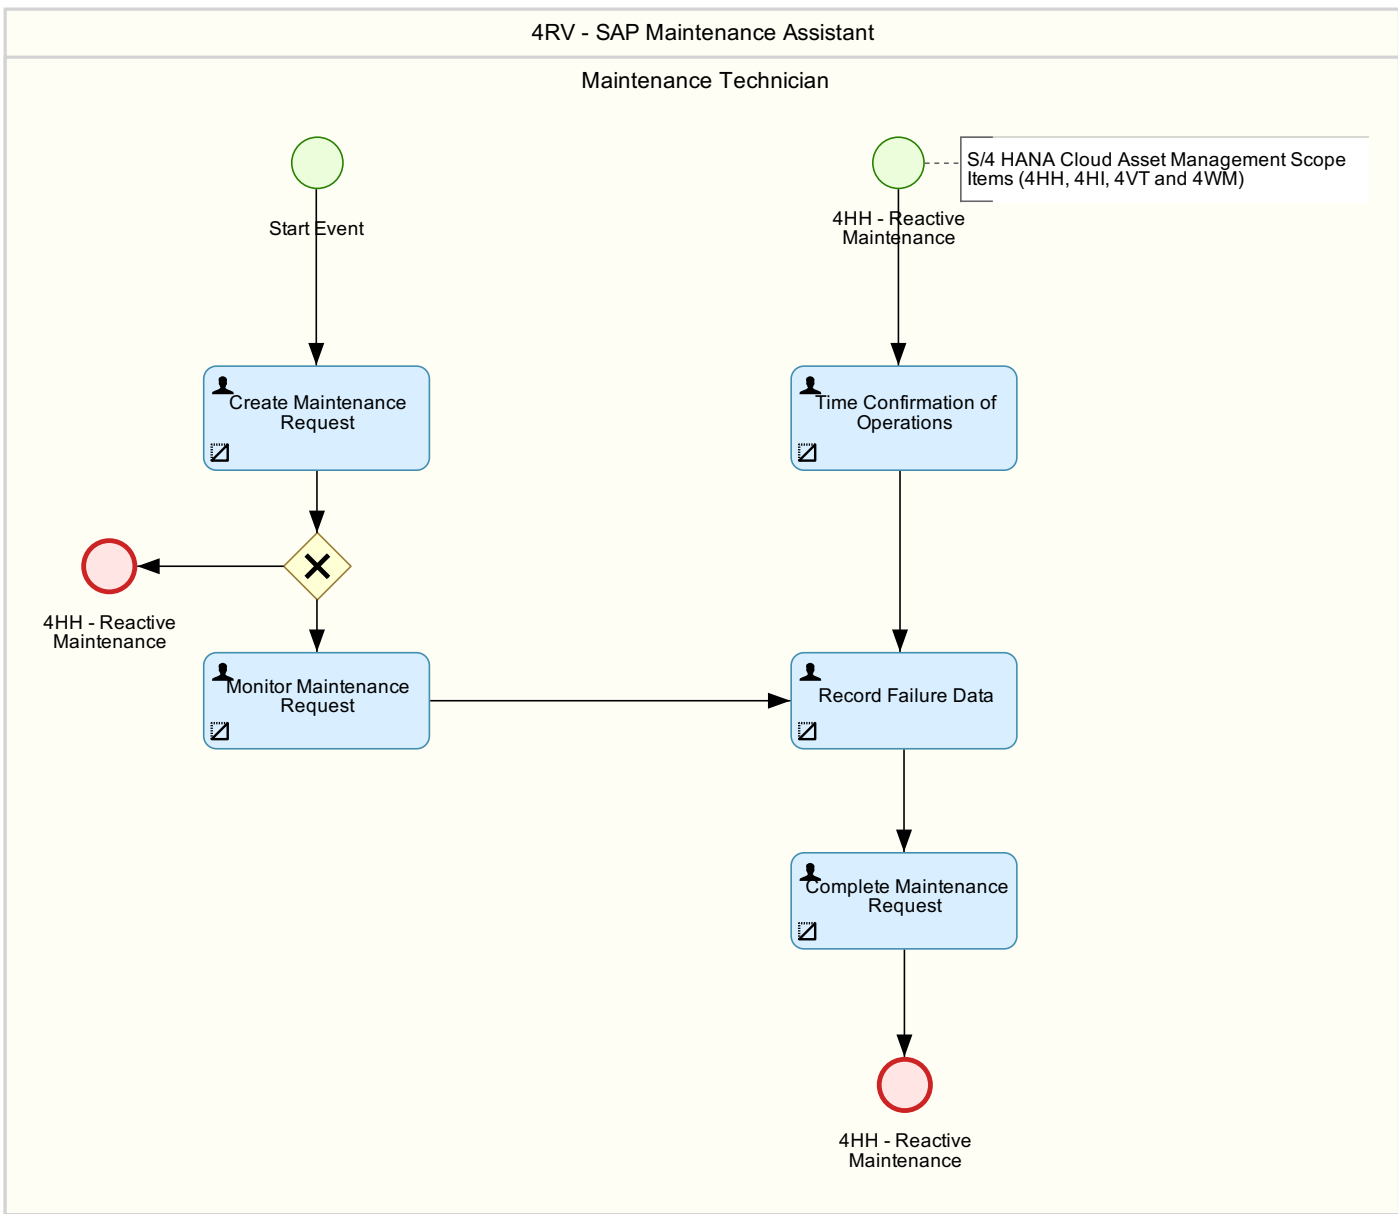 4RV - SAP Maintenance Assistant
Maintenance Technician
S/4 HANA Cloud Asset Management Scope
Items (4HH, 4HI, 4VT and 4WM)
Start Event
4HH - Reactive
Maintenance
Create Maintenance
Request
Time Confirmation of
Operations
4HH - Reactive
Maintenance
Monitor Maintenance
Request
Record Failure Data
Complete Maintenance
Request
4HH - Reactive
Maintenance